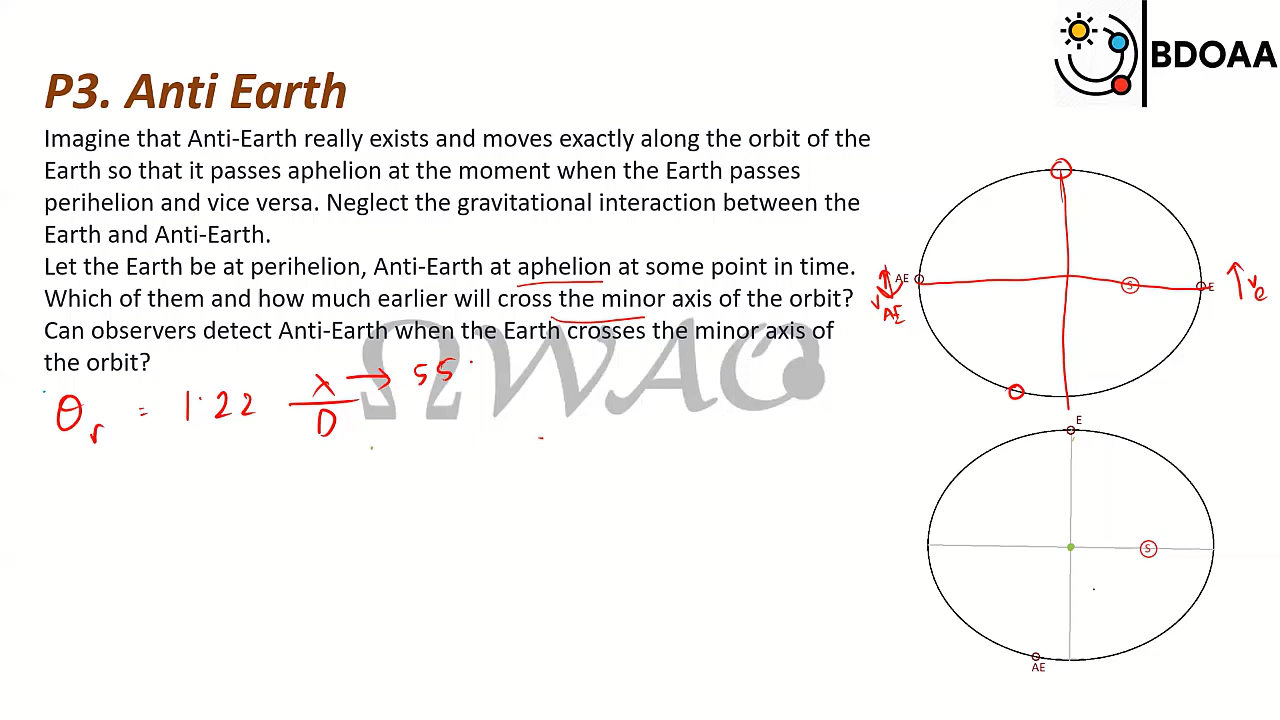 BDOAA
P3. Anti Earth
Imagine that Anti-Earth really exists and moves exactly along the orbit of the
Earth so that it passes aphelion at the moment when the Earth passes
perihelion and vice versa. Neglect the gravitational interaction between the
Earth and Anti-Earth.
Let the Earth be at perihelion, Anti-Earth at aphelion at some point in time.
Which of them and how much earlier will cross the minor axis of the orbit?
Can observers detect Anti-Earth when the Earth crosses the minor axis of
the orbit?
θr = 1.22 λ/D → 55
ΩWAO
AE
S
E
ve
v AE
E
S
AE